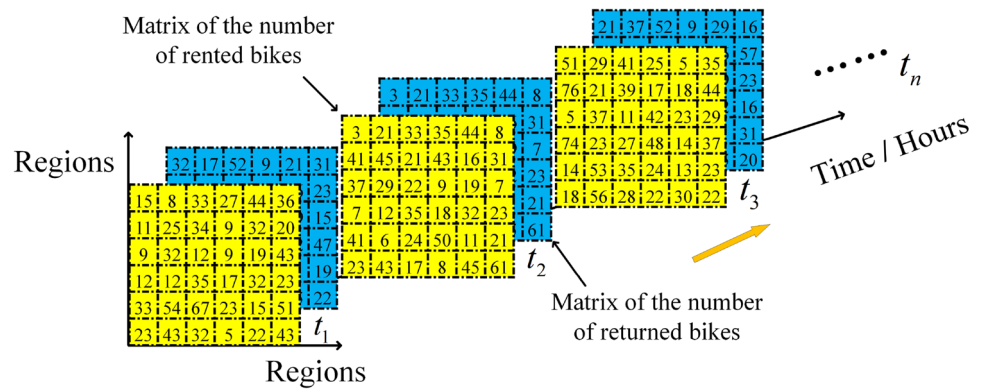 Matrix of the number
of rented bikes
Regions
Regions
32 17 52 9 21 31
23
15
47
19
22
15 8 33 27 44 36
11 25 34 9 32 20
9 32 12 9 19 43
12 12 35 17 32 23
33 54 67 23 15 51
23 43 32 5 22 43
t1
3 21 33 35 44 8
31
7
23
21
61
3 21 33 35 44 8
41 45 21 43 16 31
37 29 22 9 19 7
7 12 35 18 32 23
41 6 24 50 11 21
23 43 17 8 45 61
t2
Matrix of the number
of returned bikes
21 37 52 9 29 16
57
23
16
31
20
51 29 41 25 5 35
76 21 39 17 18 44
5 37 11 42 23 29
74 23 27 48 14 37
14 53 35 24 13 23
18 56 28 22 30 22
t3
...... tn
Time / Hours